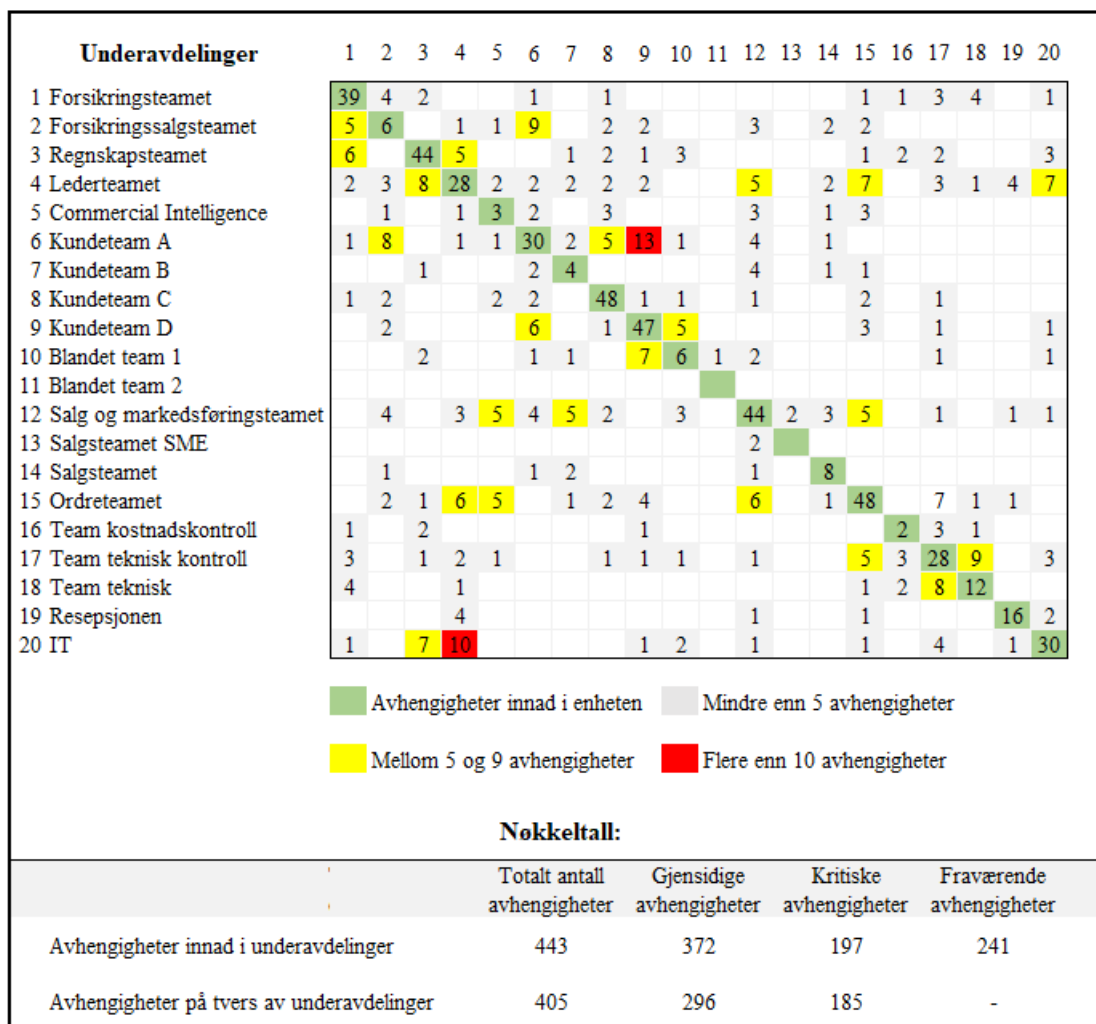 Underavdelinger 1 2 3 4 5 6 7 8 9 10 11 12 13 14 15 16 17 18 19 20
1 Forsikringsteamet 39 4 2 1 1 1 1 3 4 1
2 Forsikringssalgsteamet 5 6 1 1 9 2 2 3 2 2
3 Regnskapsteamet 6 44 5 1 2 1 3 1 2 2 3
4 Lederteamet 2 3 8 28 2 2 2 2 2 5 2 7 3 1 4 7
5 Commercial Intelligence 1 1 3 2 3 3 1 3
6 Kundeteam A 1 8 1 1 30 2 5 13 1 4 1
7 Kundeteam B 1 2 4 4 1 1
8 Kundeteam C 1 2 2 2 48 1 1 1 2 1
9 Kundeteam D 2 6 1 47 5 3 1 1
10 Blandet team 1 2 1 1 7 6 1 2 1 1
11 Blandet team 2
12 Salg og markedsføringsteamet 4 3 5 4 5 2 3 44 2 3 5 1 1 1
13 Salgsteamet SME 2
14 Salgsteamet 1 1 2 1 8
15 Ordreteamet 2 1 6 5 1 2 4 6 1 48 7 1 1
16 Team kostnadskontroll 1 2 1 2 3 1
17 Team teknisk kontroll 3 1 2 1 1 1 1 1 5 3 28 9 3
18 Team teknisk 4 1 1 2 8 12
19 Resepsjonen 4 1 1 16 2
20 IT 1 7 10 1 2 1 1 4 1 30
Avhengigheter innad i enheten Mindre enn 5 avhengigheter
Mellom 5 og 9 avhengigheter Flere enn 10 avhengigheter
Nøkkeltall:
Totalt antall Gjensidige Kritiske Fraværende
avhengigheter avhengigheter avhengigheter avhengigheter
Avhengigheter innad i underavdelinger 443 372 197 241
Avhengigheter på tvers av underavdelinger 405 296 185 -